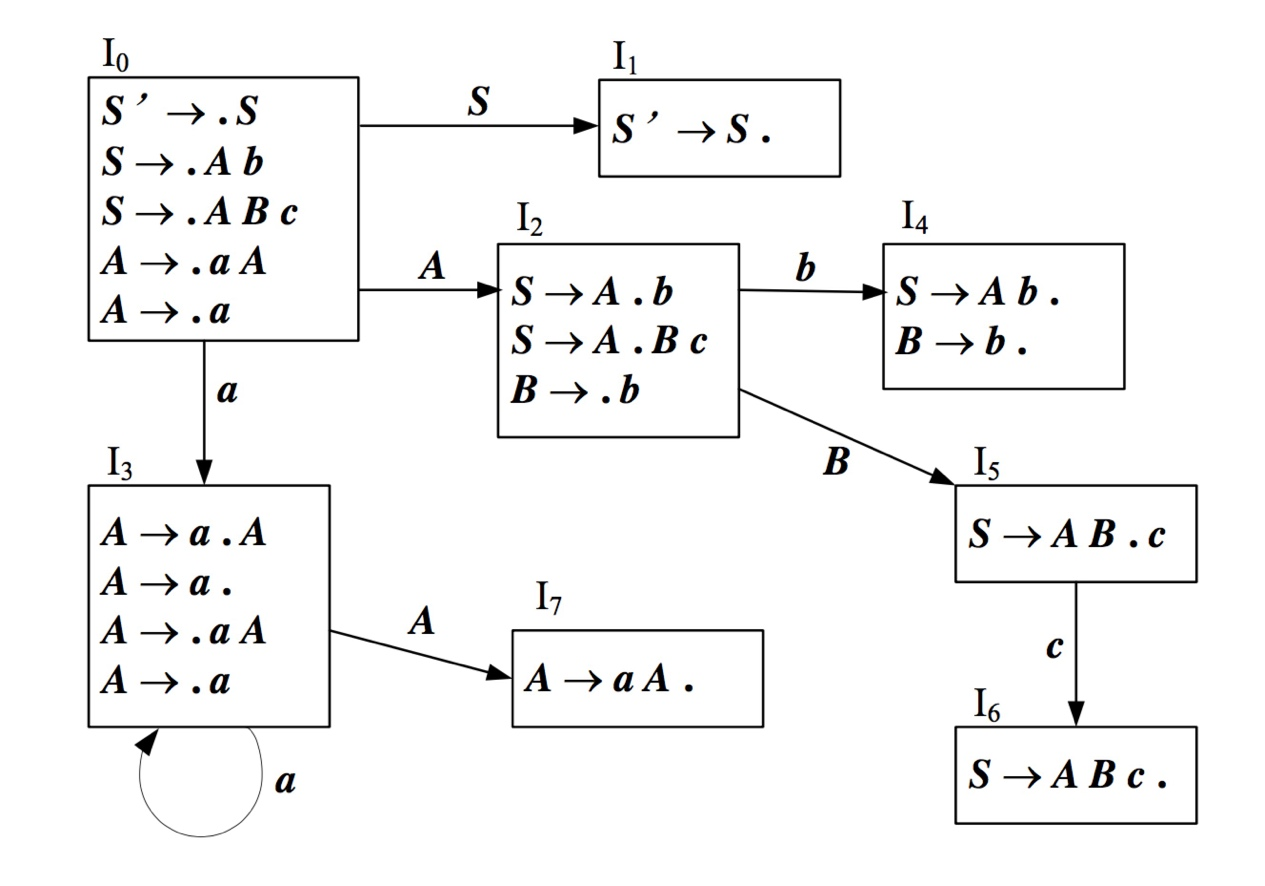 I₀
S ′ → . S
S → . A b
S → . A B c
A → . a A
A → . a
S
I₁
S ′ → S .
A
I₂
S → A . b
S → A . B c
B → . b
b
I₄
S → A b .
B → b .
a
B
I₃
A → a . A
A → a .
A → . a A
A → . a
I₅
S → A B . c
A
I₇
A → a A .
c
I₆
S → A B c .
a